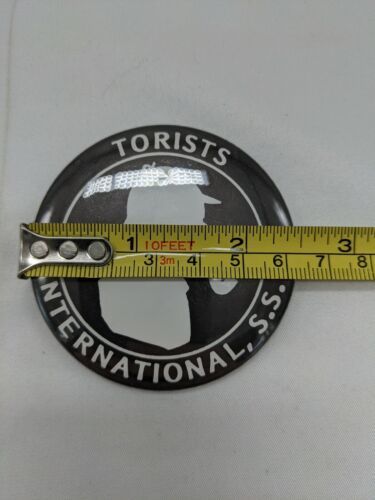 TORISTS
1 10FEET 2 3
3 3m 4 5 6 7 8
INTERNATIONAL, S.S.